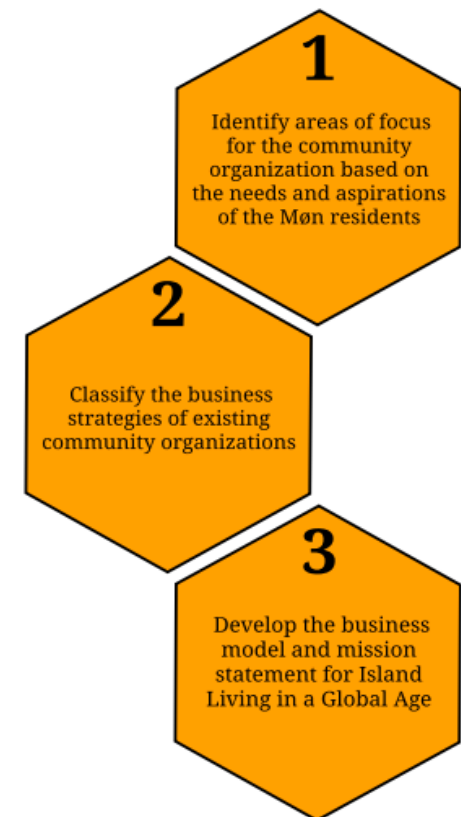 1
Identify areas of focus
for the community
organization based on
the needs and aspirations
of the Møn residents
2
Classify the business
strategies of existing
community organizations
3
Develop the business
model and mission
statement for Island
Living in a Global Age